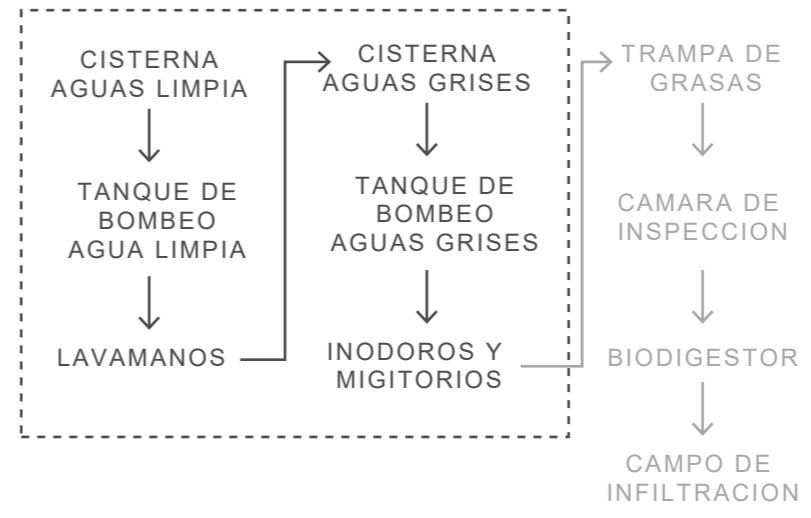 CISTERNA
AGUAS LIMPIA
TANQUE DE
BOMBEO
AGUA LIMPIA
LAVAMANOS
CISTERNA
AGUAS GRISES
TANQUE DE
BOMBEO
AGUAS GRISES
INODOROS Y
MIGITORIOS
TRAMPA DE
GRASAS
CAMARA DE
INSPECCION
BIODIGESTOR
CAMPO DE
INFILTRACION